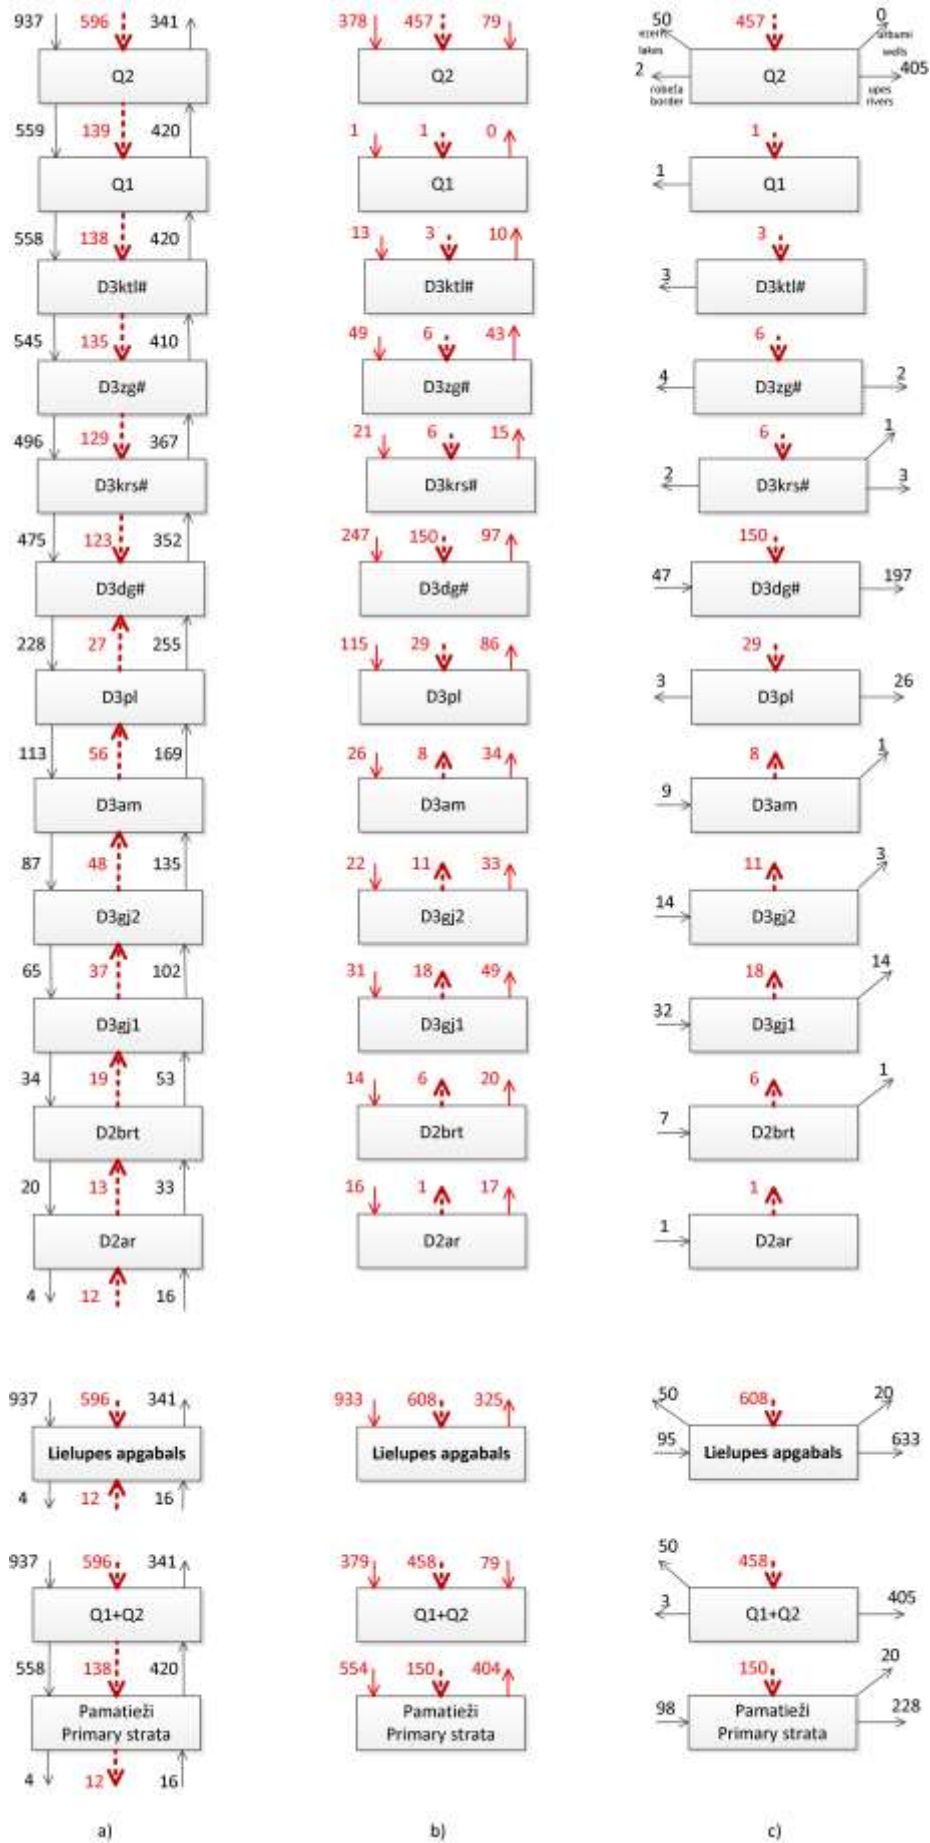 937 596 341 378 457 79 50 457 0
ezeri urbumi
lakes wells
Q2 Q2 2 Q2 405
robeža upes
border rivers
559 139 420 1 1 0 1
Q1 Q1 1 Q1
558 138 420 13 3 10 3
D3ktl# D3ktl# 3 D3ktl#
545 135 410 49 6 43 6
D3zg# D3zg# 4 D3zg# 2
496 129 367 21 6 15 6 1
D3krs# D3krs# 2 D3krs# 3
475 123 352 247 150 97 150
D3dg# D3dg# 47 D3dg# 197
228 27 255 115 29 86 29
D3pl D3pl 3 D3pl 26
113 56 169 26 8 34 8 1
D3am D3am 9 D3am
87 48 135 22 11 33 11 3
D3gj2 D3gj2 14 D3gj2
65 37 102 31 18 49 18 14
D3gj1 D3gj1 32 D3gj1
34 19 53 14 6 20 6 1
D2brt D2brt 7 D2brt
20 13 33 16 1 17 1
D2ar D2ar 1 D2ar
4 12 16
937 596 341 933 608 325 50 608 20
Lielupes apgabals Lielupes apgabals 95 Lielupes apgabals 633
4 12 16
937 596 341 379 458 79 50 458
Q1+Q2 Q1+Q2 3 Q1+Q2 405
558 138 420 554 150 404 150 20
Pamatieži Pamatieži 98 Pamatieži 228
Primary strata Primary strata Primary strata
4 12 16
a) b) c)